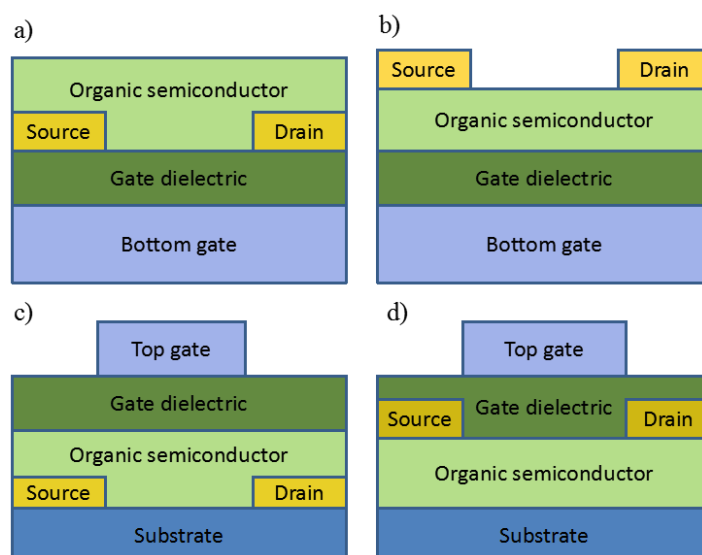 a)
Organic semiconductor
Source
Drain
Gate dielectric
Bottom gate
b)
Source
Drain
Organic semiconductor
Gate dielectric
Bottom gate
c)
Top gate
Gate dielectric
Organic semiconductor
Source
Drain
Substrate
d)
Top gate
Source
Gate dielectric
Drain
Organic semiconductor
Substrate